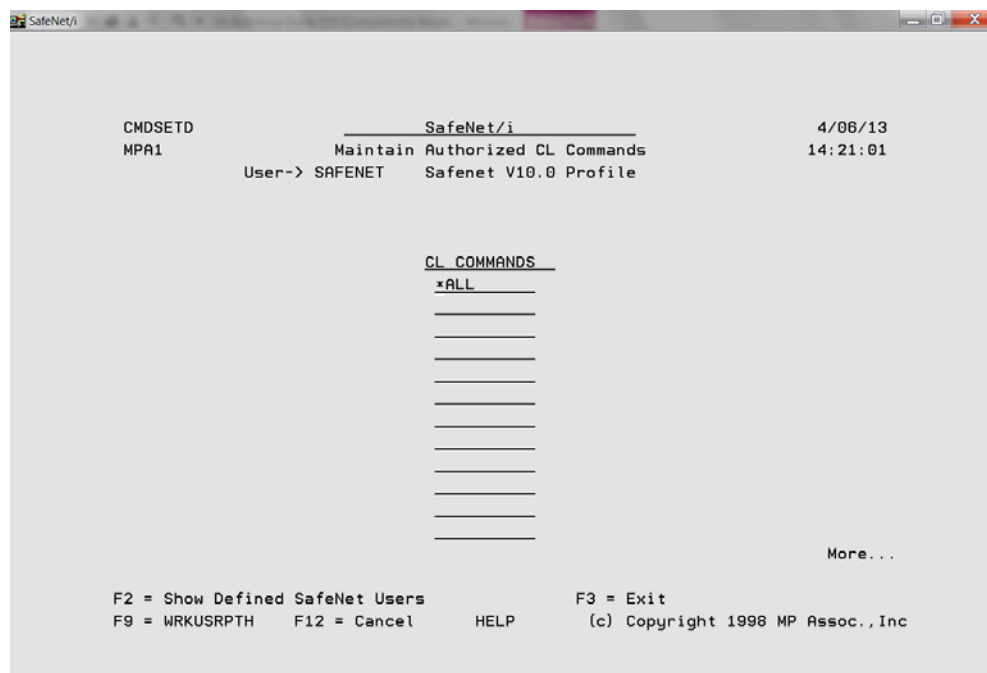 SafeNet/i
CMDSETD SafeNet/i 4/06/13
MPA1 Maintain Authorized CL Commands 14:21:01
User-> SAFENET Safenet V10.0 Profile
CL COMMANDS
*ALL
More...
F2 = Show Defined SafeNet Users F3 = Exit
F9 = WRKUSRPTH F12 = Cancel HELP (c) Copyright 1998 MP Assoc.,Inc